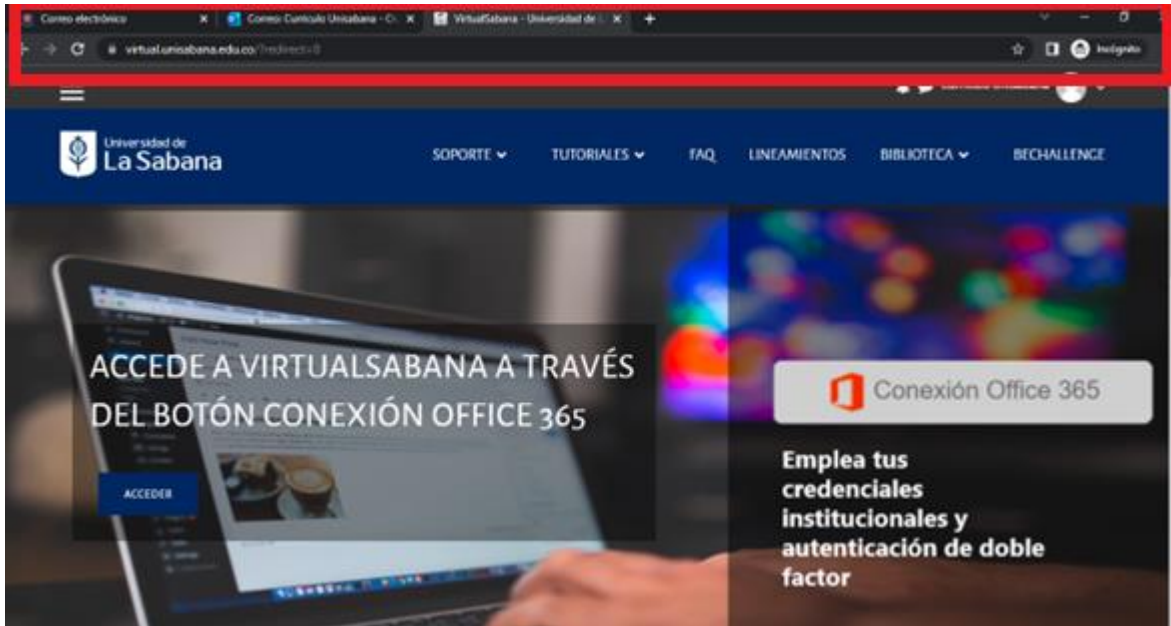 Correo electrónico
Correo: Currículo Unisabana
VirtualSabana - Universidad de
virtual.unisabana.edu.co/?redirect=0
Incógnito
Universidad de
La Sabana
SOPORTE
TUTORIALES
FAQ
LINEAMIENTOS
BIBLIOTECA
BECHALLENGE
ACCEDE A VIRTUALSABANA A TRAVÉS
DEL BOTÓN CONEXIÓN OFFICE 365
ACCEDER
Conexión Office 365
Emplea tus
credenciales
institucionales y
autenticación de doble
factor